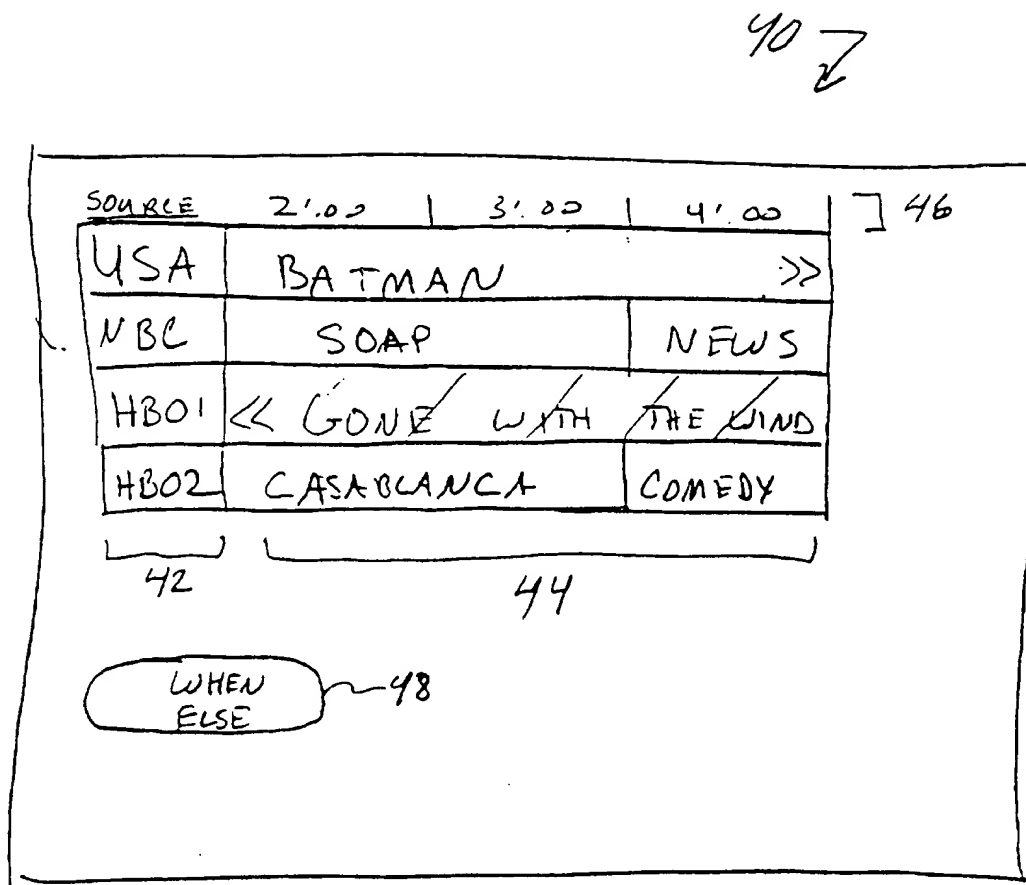 40
SOURCE 2:00 3:00 4:00 46
USA BATMAN >>
NBC SOAP NEWS
HBO1 << GONE WITH THE WIND
HBO2 CASABLANCA COMEDY
42 44
WHEN 48
ELSE